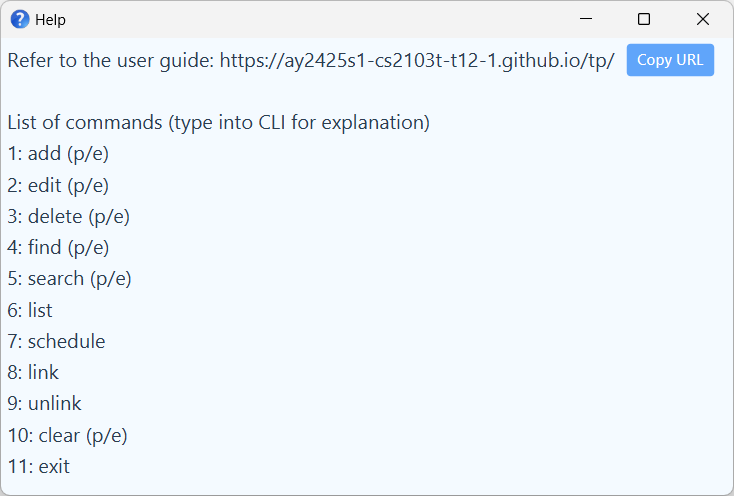 Help
Refer to the user guide: https://ay2425s1-cs2103t-t12-1.github.io/tp/ Copy URL
List of commands (type into CLI for explanation)
1: add (p/e)
2: edit (p/e)
3: delete (p/e)
4: find (p/e)
5: search (p/e)
6: list
7: schedule
8: link
9: unlink
10: clear (p/e)
11: exit